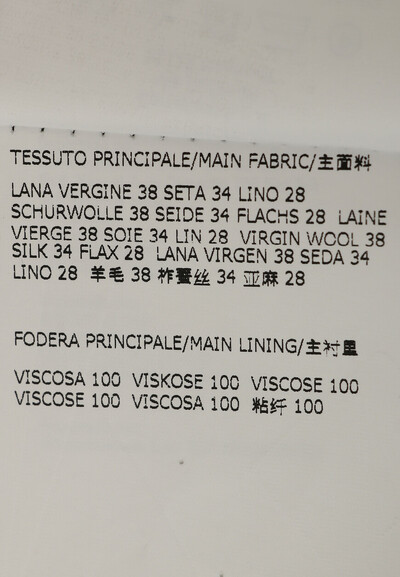 TESSUTO PRINCIPALE/MAIN FABRIC/主面料
LANA VERGINE 38 SETA 34 LINO 28
SCHURWOLLE 38 SEIDE 34 FLACHS 28 LAINE
VIERGE 38 SOIE 34 LIN 28 VIRGIN WOOL 38
SILK 34 FLAX 28 LANA VIRGEN 38 SEDA 34
LINO 28 羊毛 38 柞蚕丝 34 亚麻 28
FODERA PRINCIPALE/MAIN LINING/主衬里
VISCOSA 100 VISKOSE 100 VISCOSE 100
VISCOSE 100 VISCOSA 100 粘纤 100